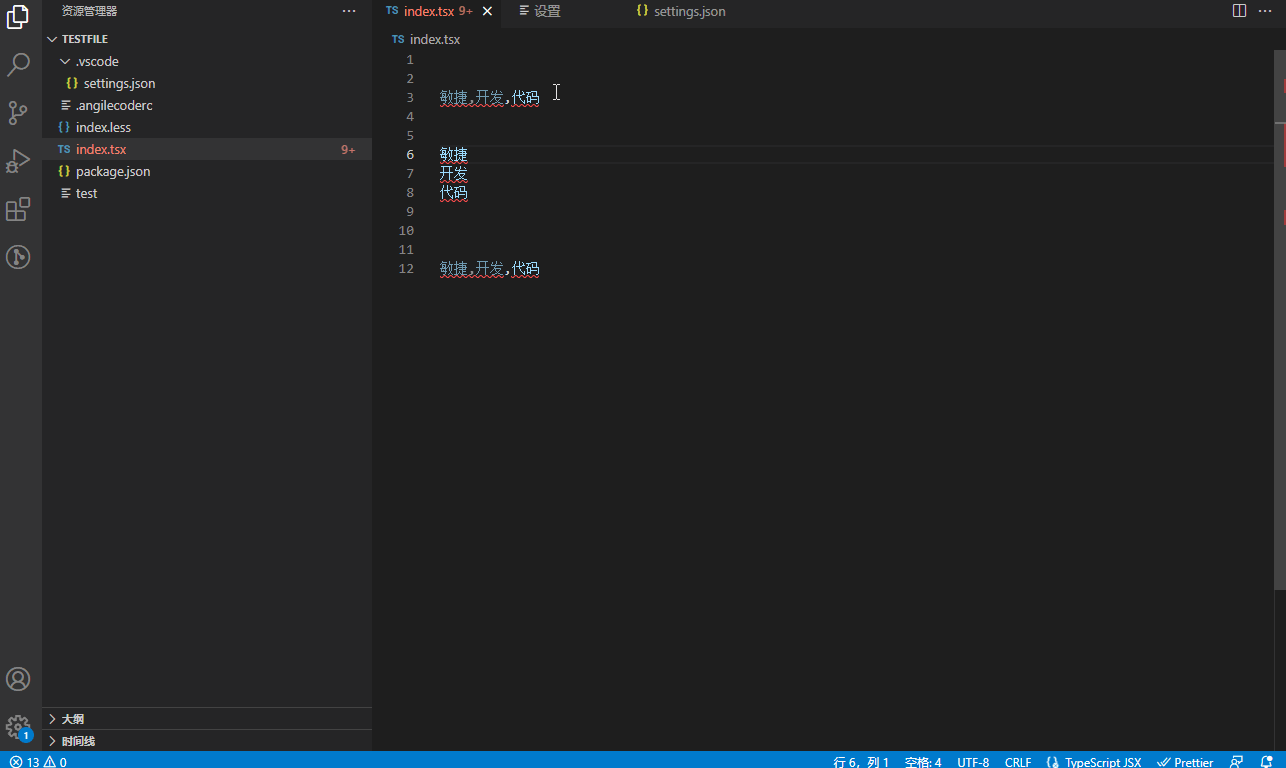 资源管理器
TESTFILE
.vscode
settings.json
.angilecoderc
index.less
TS index.tsx 9+
package.json
test
大纲
时间线
TS index.tsx 9+
设置
settings.json
TS index.tsx
1
2
3 敏捷,开发,代码
4
5
6 敏捷
7 开发
8 代码
9
10
11
12 敏捷,开发,代码
1
13 0 行 6，列 1 空格: 4 UTF-8 CRLF TypeScript JSX Prettier